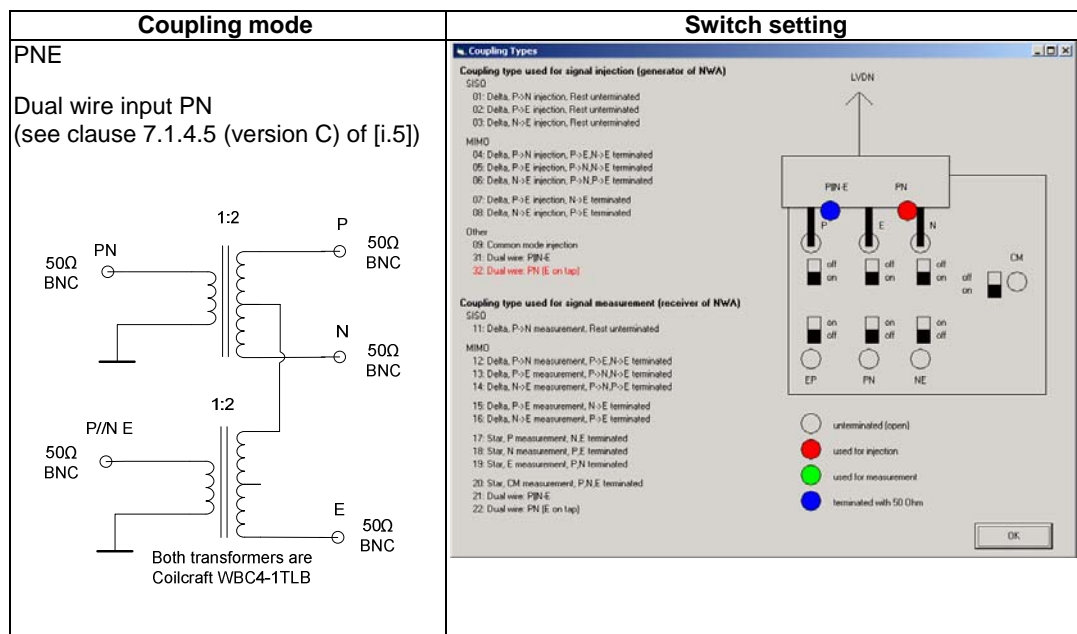 Coupling mode
Switch setting
PNE
Dual wire input PN
(see clause 7.1.4.5 (version C) of [i.5])
1:2
P
PN
50Ω
BNC
50Ω
BNC
N
50Ω
BNC
1:2
P//N E
50Ω
BNC
E
50Ω
BNC
Both transformers are
Coilcraft WBC4-1TLB
Coupling Types
Coupling type used for signal injection (generator of NWA)
SISO
01: Delta, P->N injection, Rest unterminated
02: Delta, P->E injection, Rest unterminated
03: Delta, N->E injection, Rest unterminated
MIMO
04: Delta, P->N injection, P->E,N->E terminated
05: Delta, P->E injection, P->N,N->E terminated
06: Delta, N->E injection, P->N,P->E terminated
07: Delta, P->E injection, N->E terminated
08: Delta, N->E injection, P->E terminated
Other
09: Common mode injection
31: Dual wire: P||N-E
32: Dual wire: PN (E on tap)
Coupling type used for signal measurement (receiver of NWA)
SISO
11: Delta, P->N measurement, Rest unterminated
MIMO
12: Delta, P->N measurement, P->E,N->E terminated
13: Delta, P->E measurement, P->N,N->E terminated
14: Delta, N->E measurement, P->N,P->E terminated
15: Delta, P->E measurement, N->E terminated
16: Delta, N->E measurement, P->E terminated
17: Star, P measurement, N,E terminated
18: Star, N measurement, P,E terminated
19: Star, E measurement, P,N terminated
20: Star, CM measurement, P,N,E terminated
21: Dual wire: P||N-E
22: Dual wire: PN (E on tap)
LVDN
P||N-E PN
P E N
CM
off off off off
on on on on
on on on
off off off
EP PN NE
unterminated (open)
used for injection
used for measurement
terminated with 50 Ohm
OK